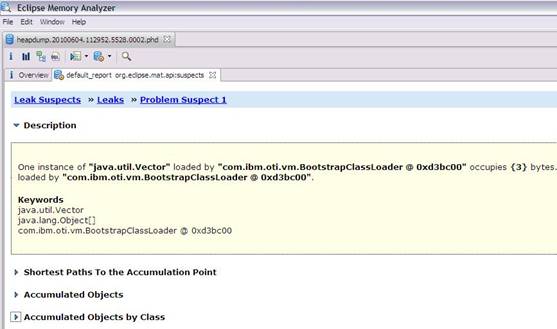 Eclipse Memory Analyzer
File Edit Window Help
heapdump.20100604.112952.5528.0002.phd
i Overview default_report org.eclipse.mat.api:suspects
Leak Suspects » Leaks » Problem Suspect 1
Description
One instance of "java.util.Vector" loaded by "com.ibm.oti.vm.BootstrapClassLoader @ 0xd3bc00" occupies {3} bytes.
loaded by "com.ibm.oti.vm.BootstrapClassLoader @ 0xd3bc00".
Keywords
java.util.Vector
java.lang.Object[]
com.ibm.oti.vm.BootstrapClassLoader @ 0xd3bc00
Shortest Paths To the Accumulation Point
Accumulated Objects
Accumulated Objects by Class